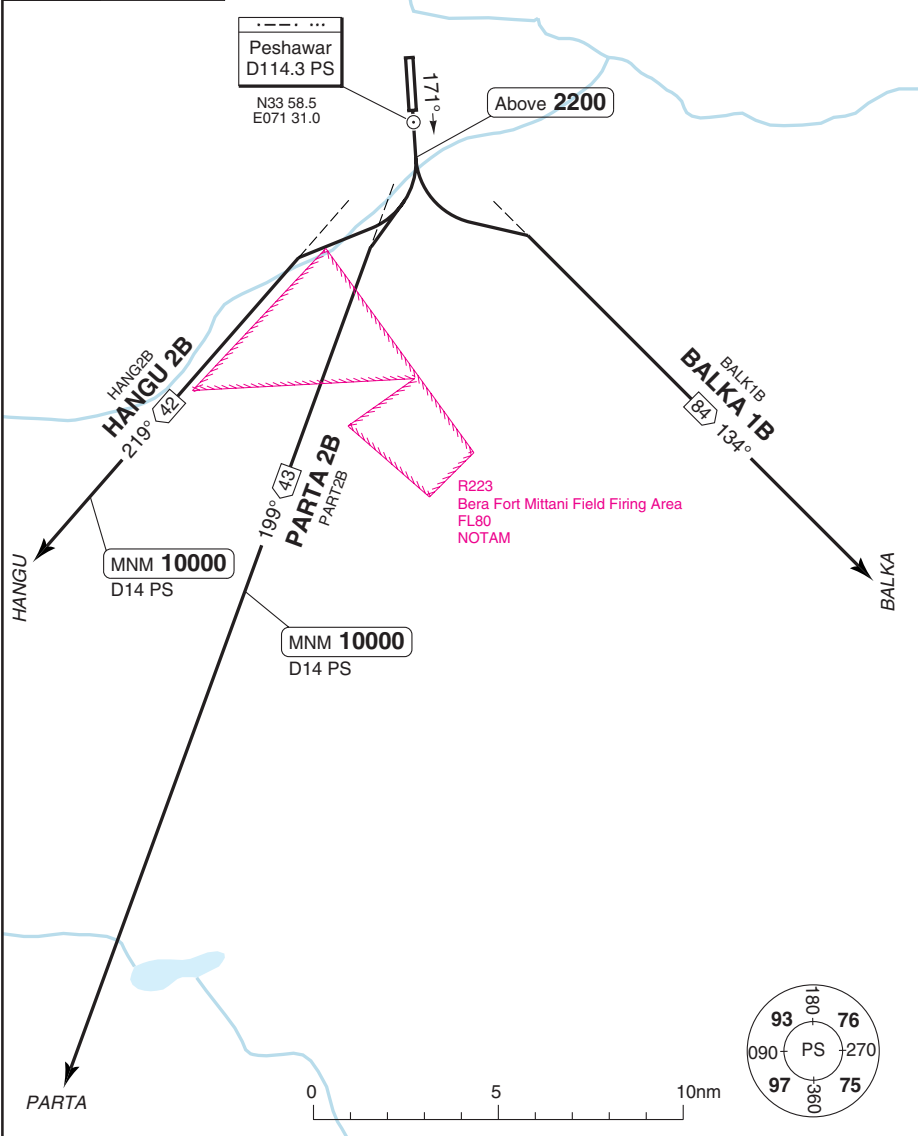 Peshawar
D114.3 PS
N33 58.5
E071 31.0
171°
Above 2200
HANG2B
HANGU 2B
219° 42
BALK1B
BALKA 1B
84 134°
199° 43
PARTA 2B
PART2B
R223
Bera Fort Mittani Field Firing Area
FL80
NOTAM
MNM 10000
D14 PS
HANGU
BALKA
MNM 10000
D14 PS
PARTA
0 5 10nm
180
93 76
090 PS 270
97 75
360